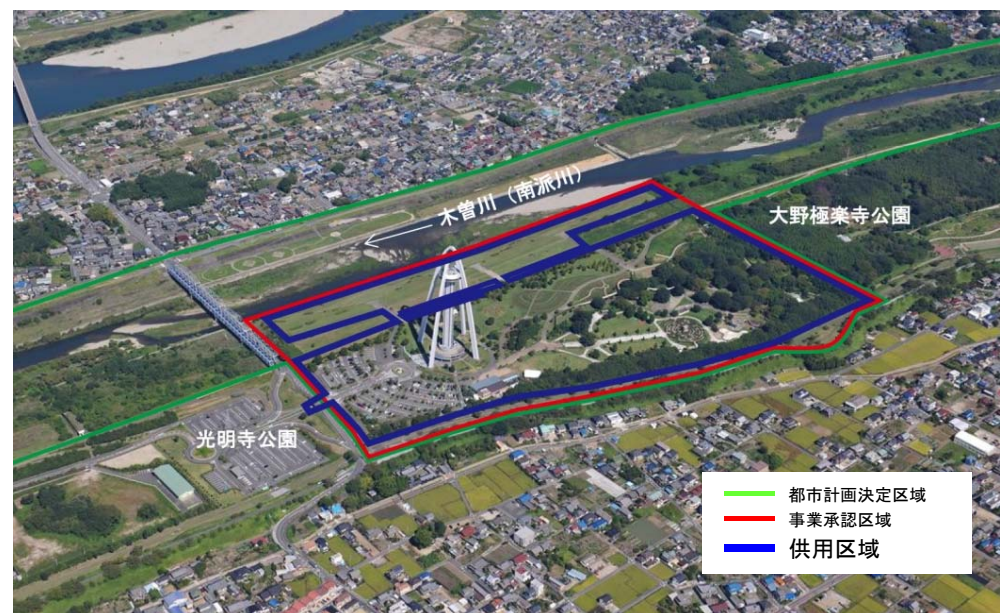 木曽川（南派川）
大野極楽寺公園
光明寺公園
都市計画決定区域
事業承認区域
供用区域